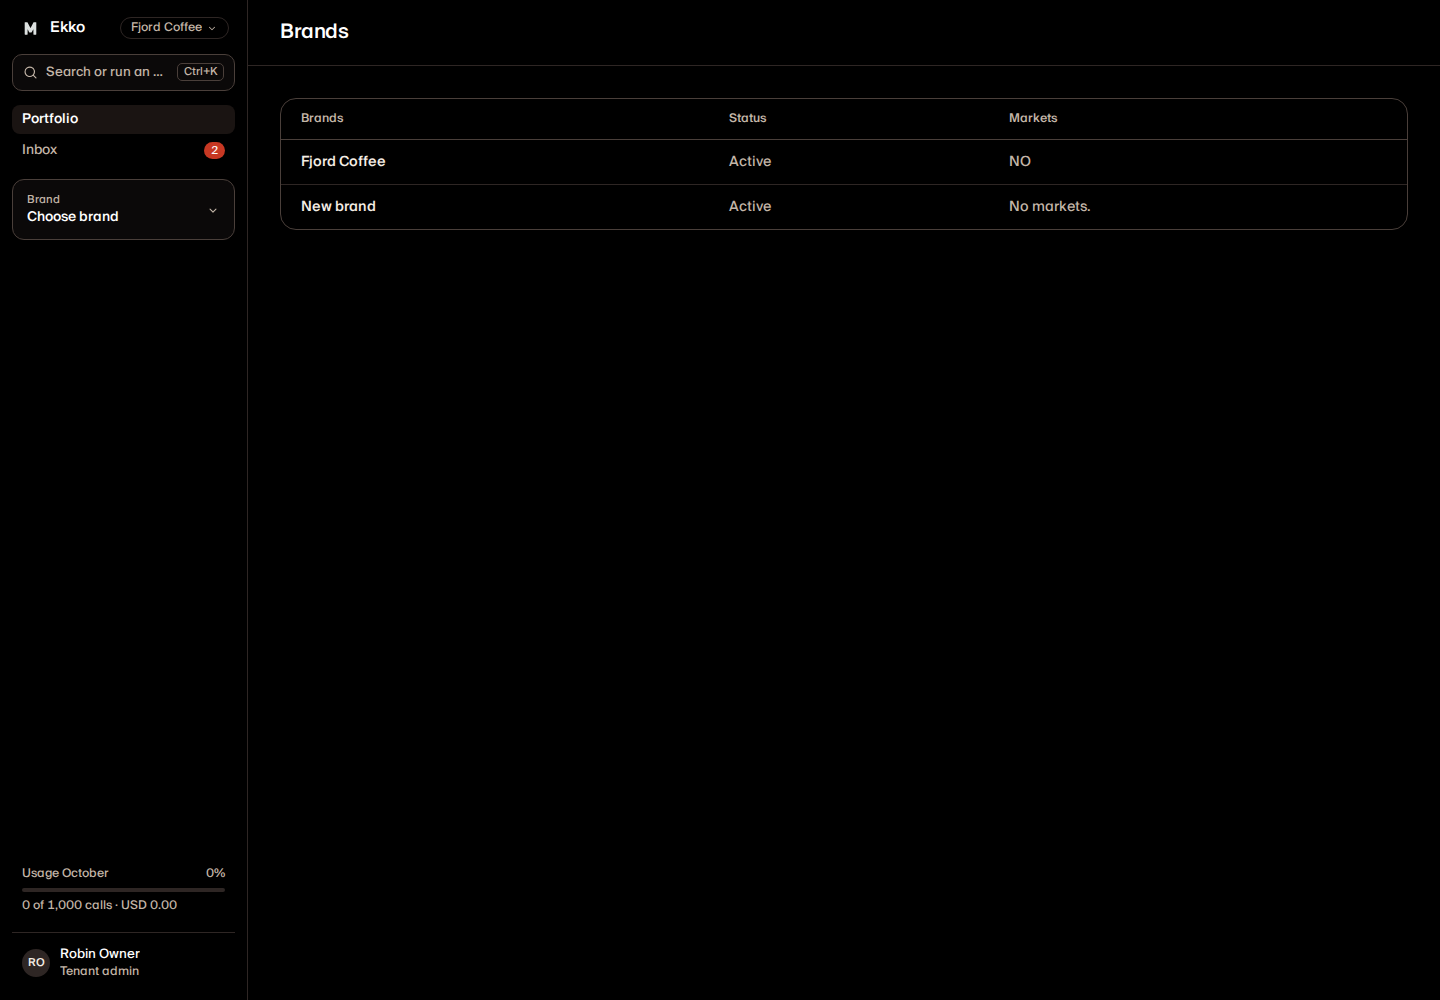 Ekko
Fjord Coffee
Search or run an ...
Ctrl+K
Portfolio
Inbox
2
Brand
Choose brand
Usage October
0%
0 of 1,000 calls · USD 0.00
RO
Robin Owner
Tenant admin
Brands
Brands Status Markets
Fjord Coffee Active NO
New brand Active No markets.